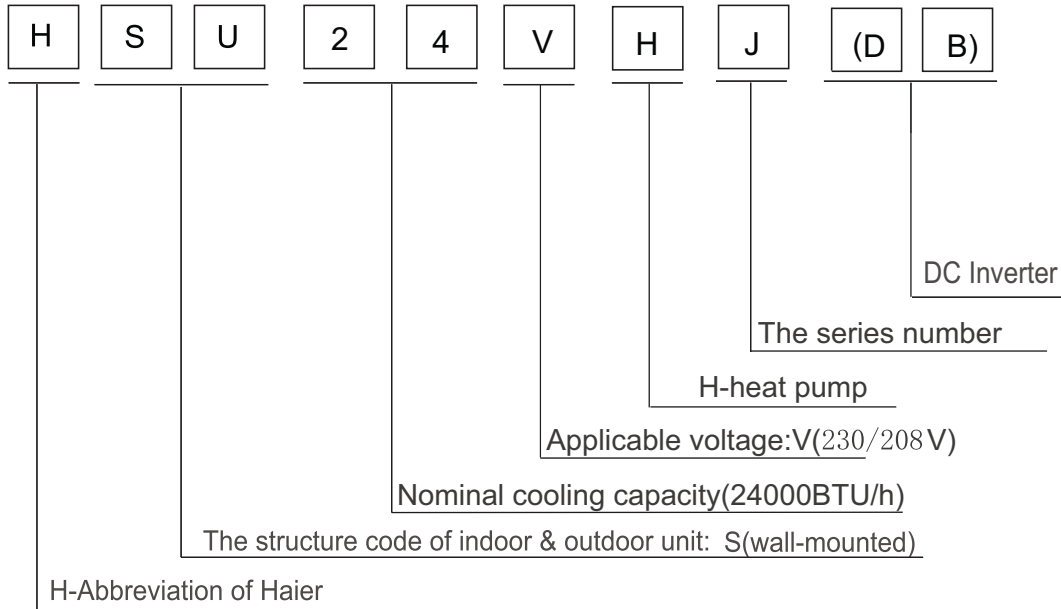 H S U 2 4 V H J (D B)
DC Inverter
The series number
H-heat pump
Applicable voltage:V(230/208V)
Nominal cooling capacity(24000BTU/h)
The structure code of indoor & outdoor unit: S(wall-mounted)
H-Abbreviation of Haier